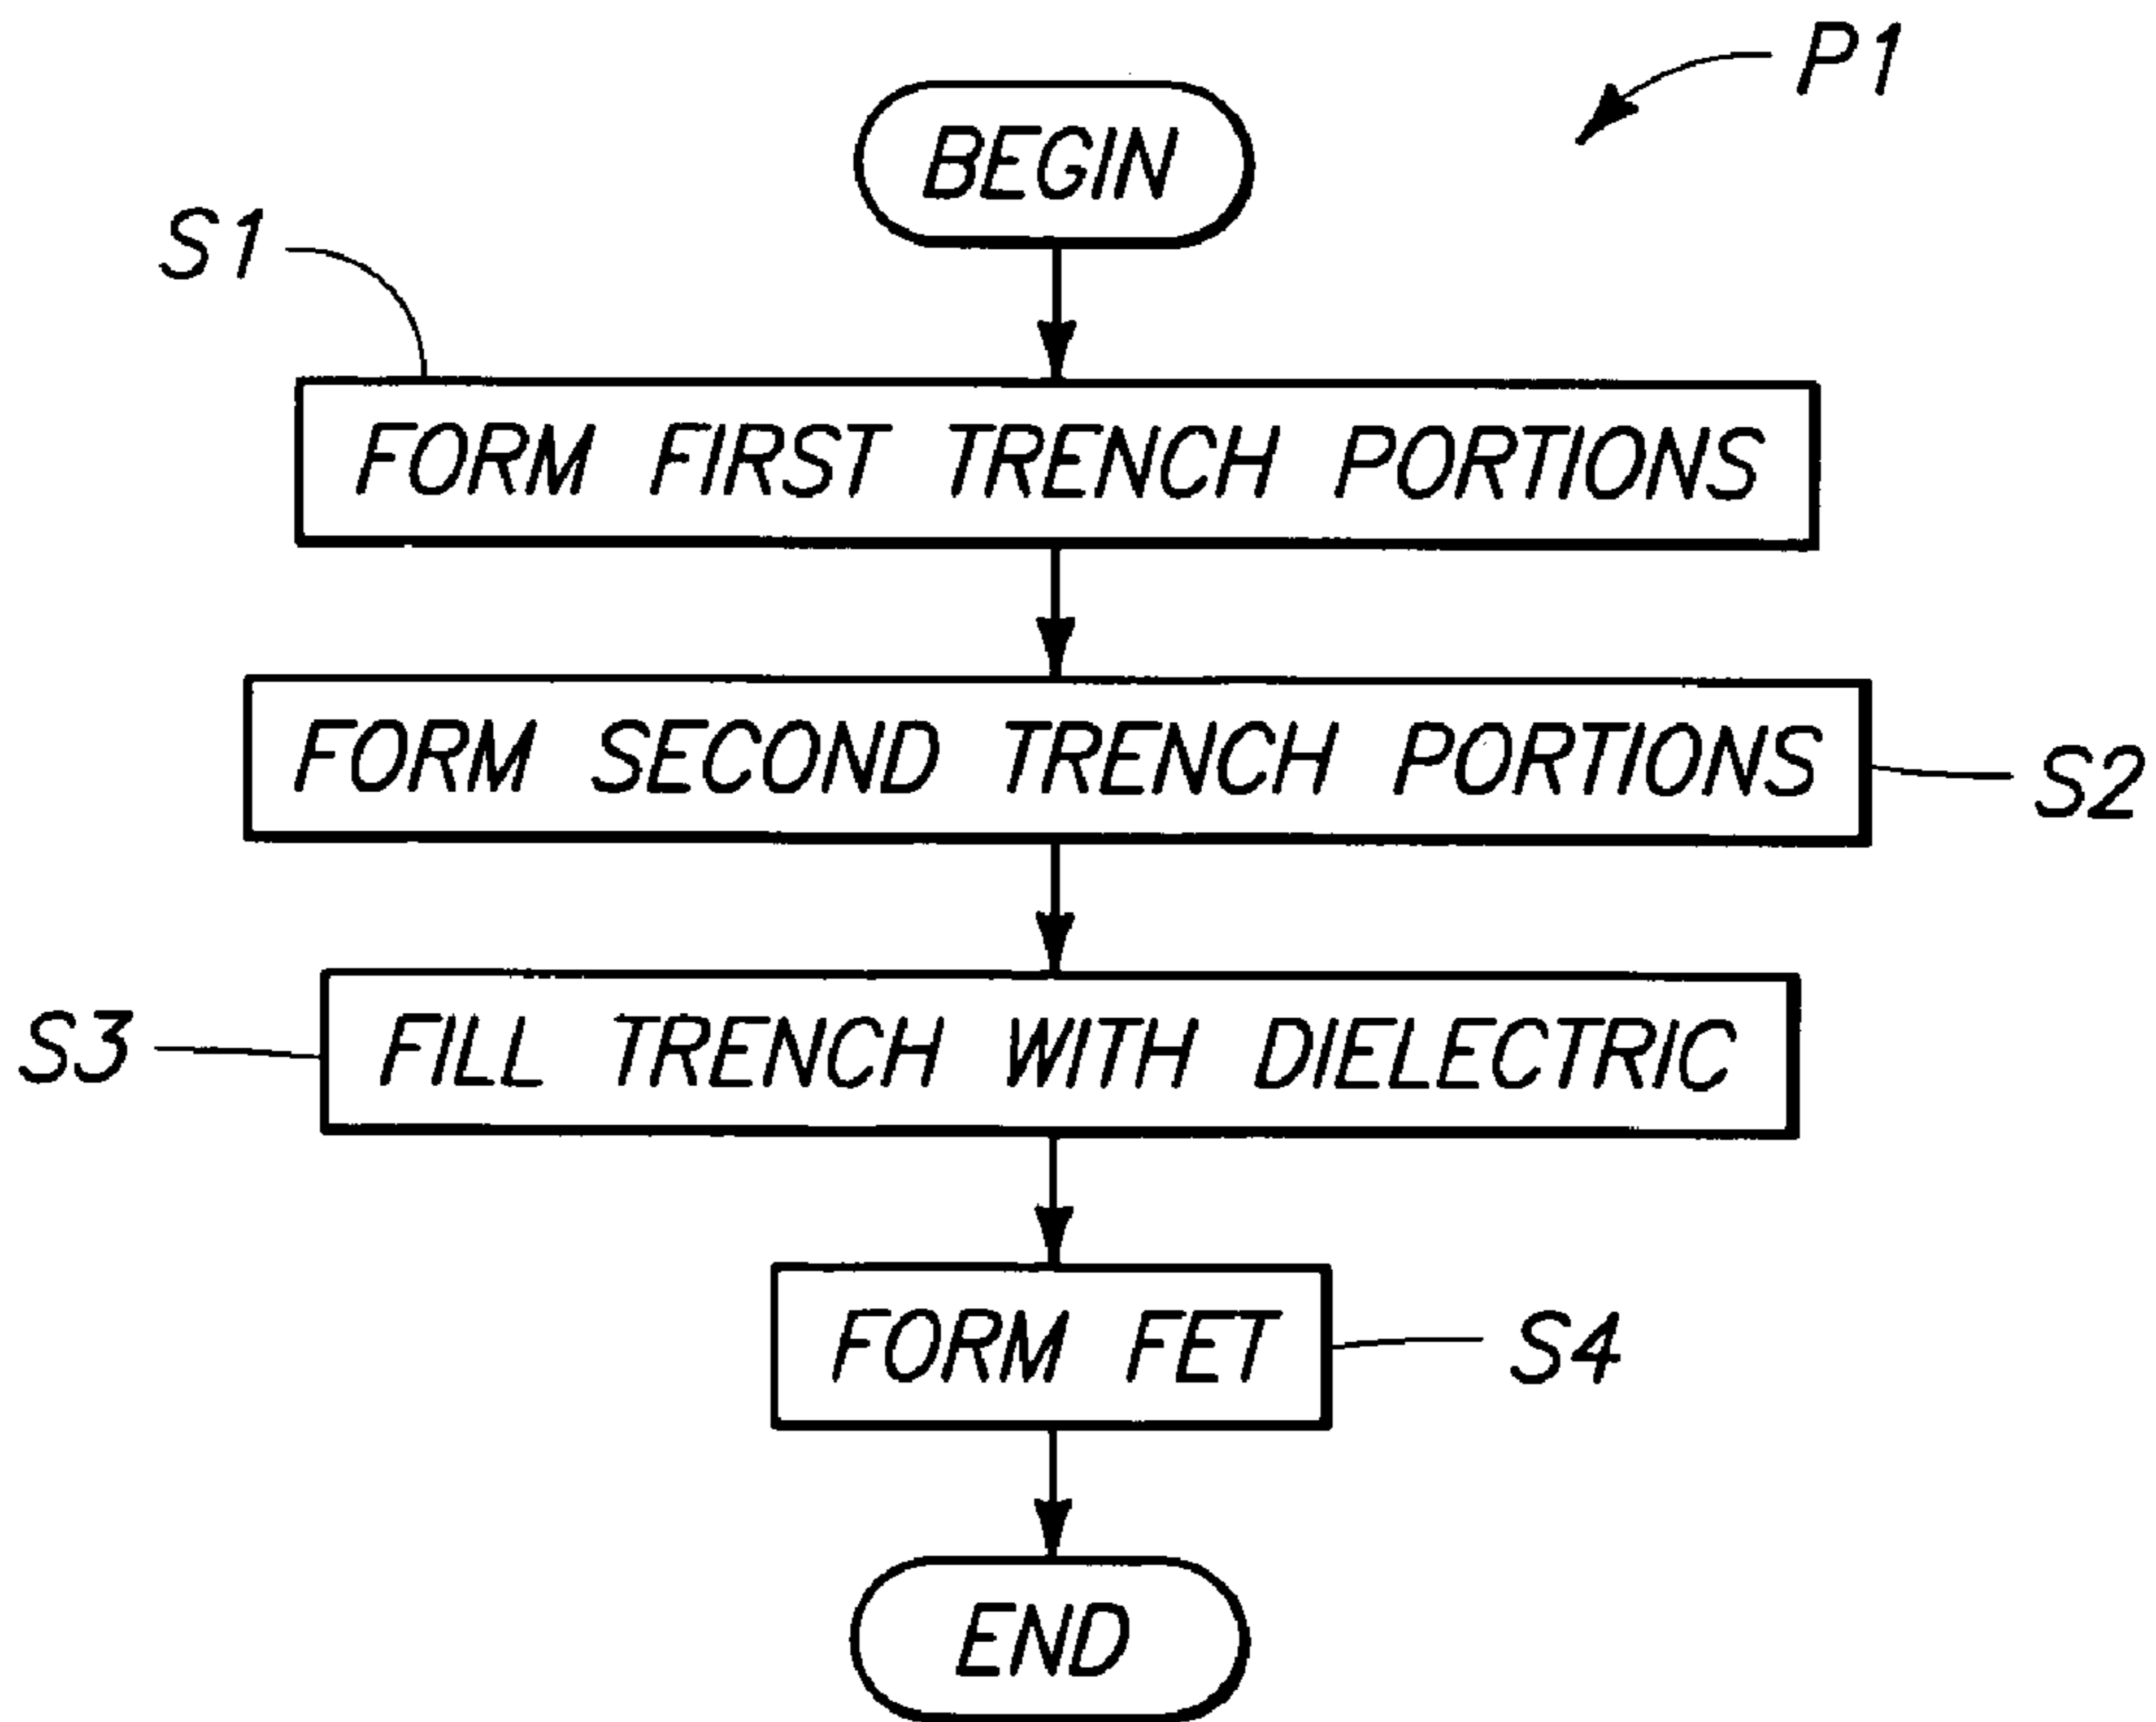 P1
BEGIN
S1
FORM FIRST TRENCH PORTIONS
FORM SECOND TRENCH PORTIONS
S2
S3
FILL TRENCH WITH DIELECTRIC
FORM FET
S4
END